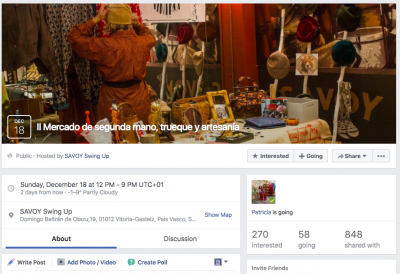 SAVOY
DEC
18
II Mercado de segunda mano, trueque y artesanía
Public · Hosted by SAVOY Swing Up
★ Interested
+ Going
Share
Sunday, December 18 at 12 PM - 9 PM UTC+01
2 days from now · -1–9° Partly Cloudy
SAVOY Swing Up
Show Map
Domingo Beltrán de Otazu,19, 01012 Vitoria-Gasteiz, País Vasco, S...
About
Discussion
Write Post
Add Photo / Video
Create Poll
Patricia is going
270
58
848
interested
going
shared with
Invite Friends